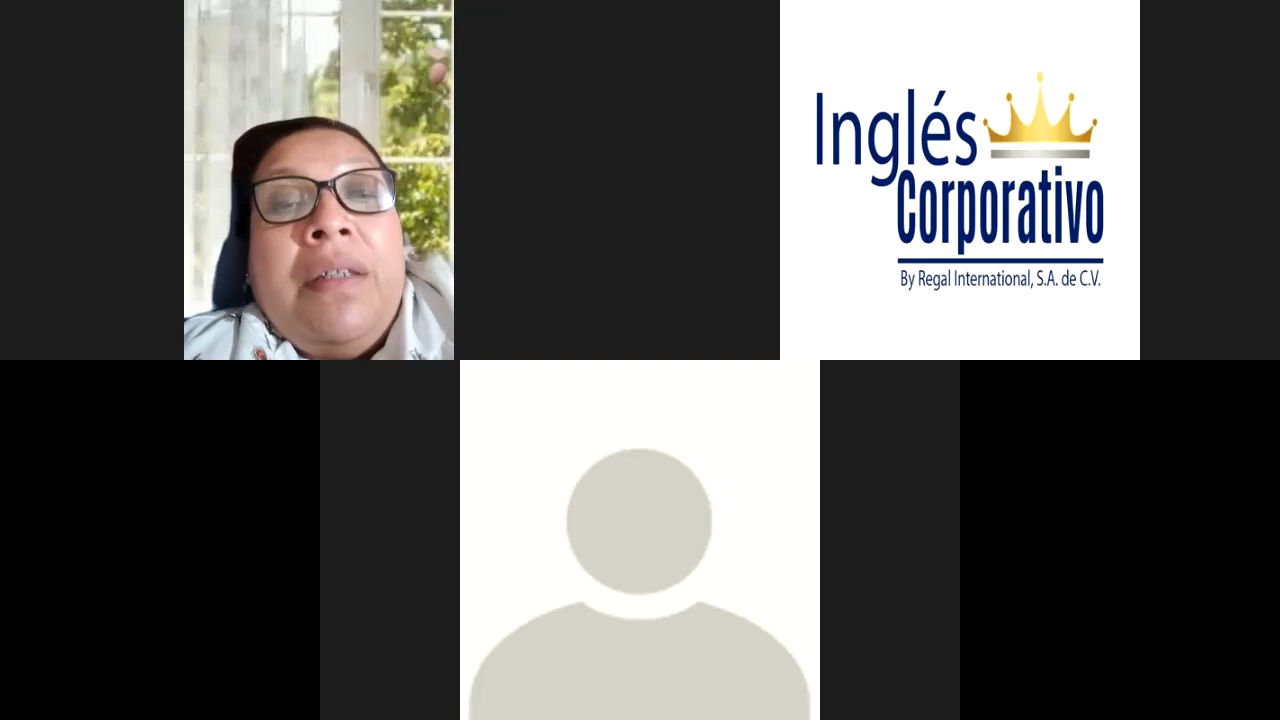 Inglés
Corporativo
By Regal International, S.A. de C.V.